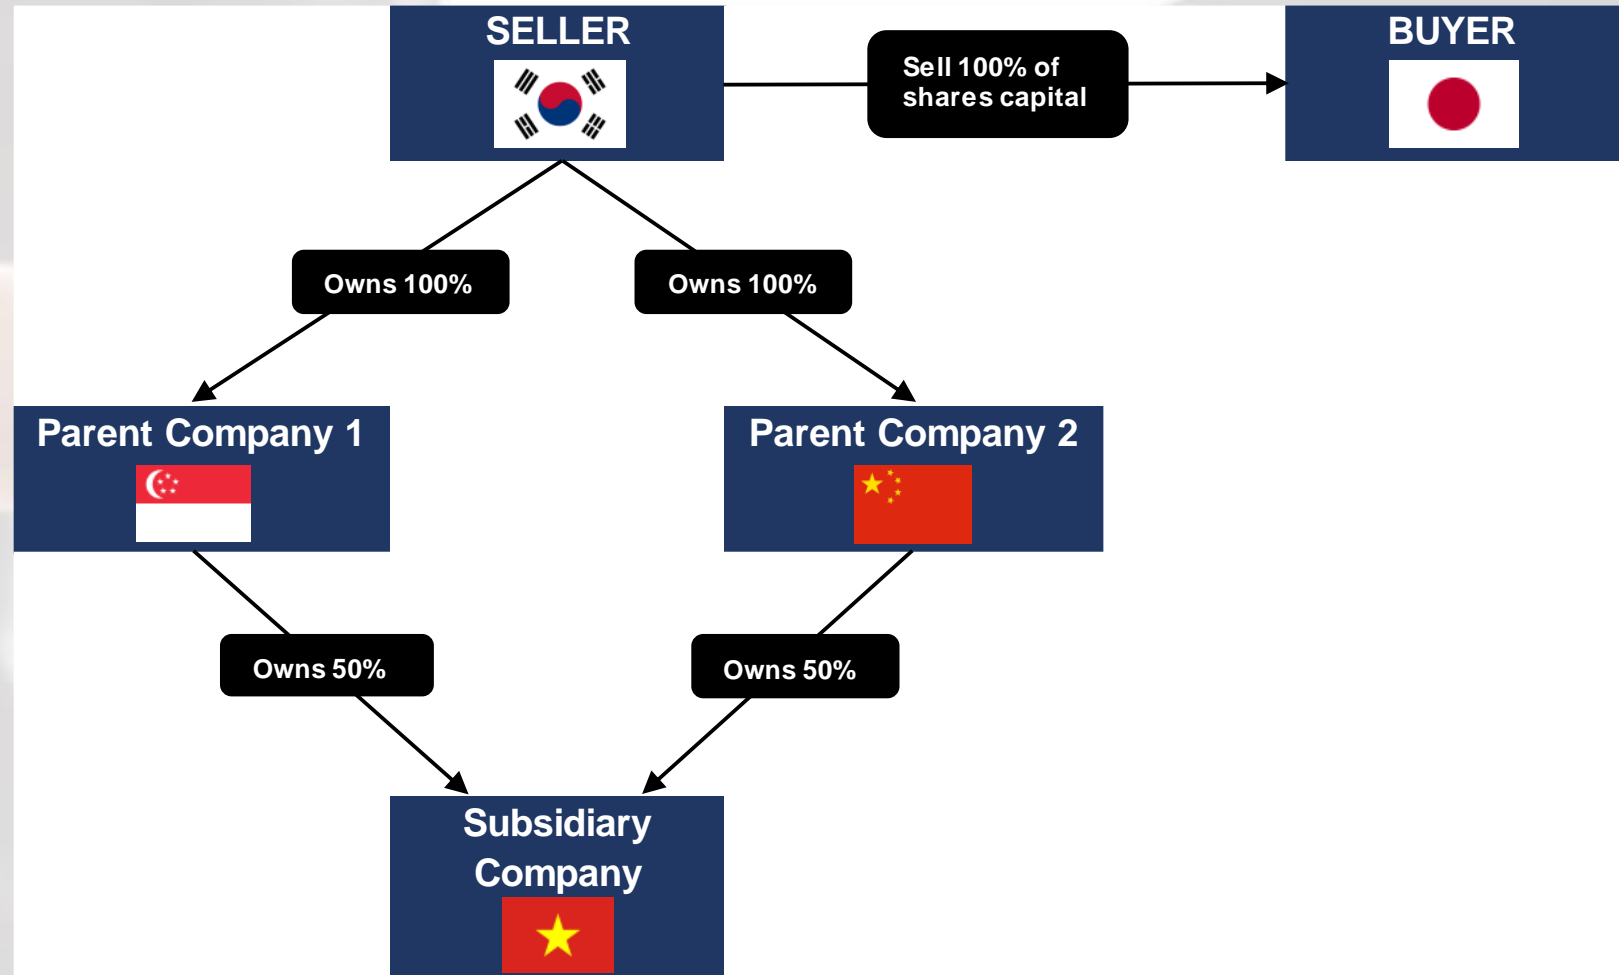 SELLER
BUYER
Sell 100% of
shares capital
Owns 100%
Owns 100%
Parent Company 1
Parent Company 2
Owns 50%
Owns 50%
Subsidiary
Company